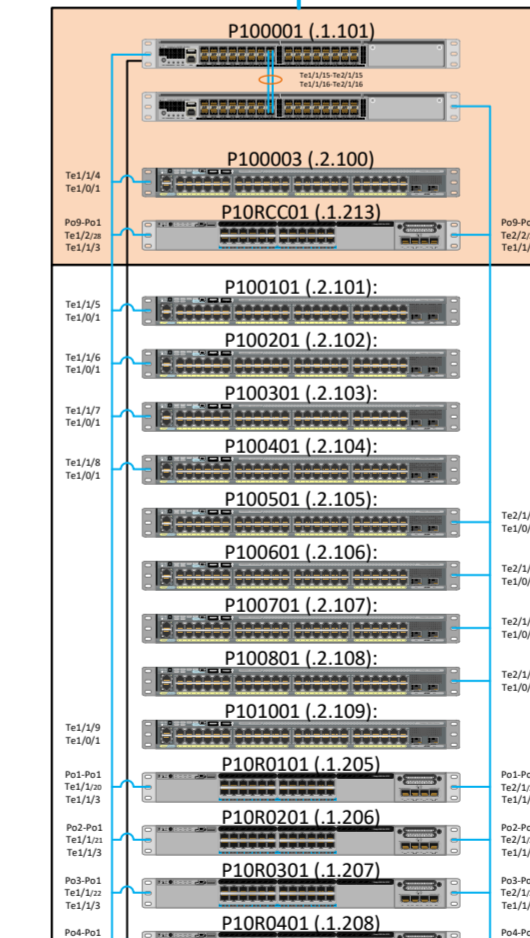 P100001 (.1.101)
Te1/1/15-Te2/1/15
Te1/1/16-Te2/1/16
P100003 (.2.100)
Te1/1/4
Te1/0/1
P10RCC01 (.1.213)
Po9-Po1
Te1/2/28
Te1/1/3
Po9-Po
Te2/2/
Te1/1/
P100101 (.2.101):
Te1/1/5
Te1/0/1
P100201 (.2.102):
Te1/1/6
Te1/0/1
P100301 (.2.103):
Te1/1/7
Te1/0/1
P100401 (.2.104):
Te1/1/8
Te1/0/1
P100501 (.2.105):
Te2/1/
Te1/0/
P100601 (.2.106):
Te2/1/
Te1/0/
P100701 (.2.107):
Te2/1/
Te1/0/
P100801 (.2.108):
Te2/1/
Te1/0/
P101001 (.2.109):
Te1/1/9
Te1/0/1
P10R0101 (.1.205)
Po1-Po1
Te1/1/20
Te1/1/3
Po1-Po
Te2/1/
Te1/1/
P10R0201 (.1.206)
Po2-Po1
Te1/1/21
Te1/1/3
Po2-Po
Te2/1/
Te1/1/
P10R0301 (.1.207)
Po3-Po1
Te1/1/22
Te1/1/3
Po3-Po
Te2/1/
Te1/1/
P10R0401 (.1.208)
Po4-Po1
Po4-Po